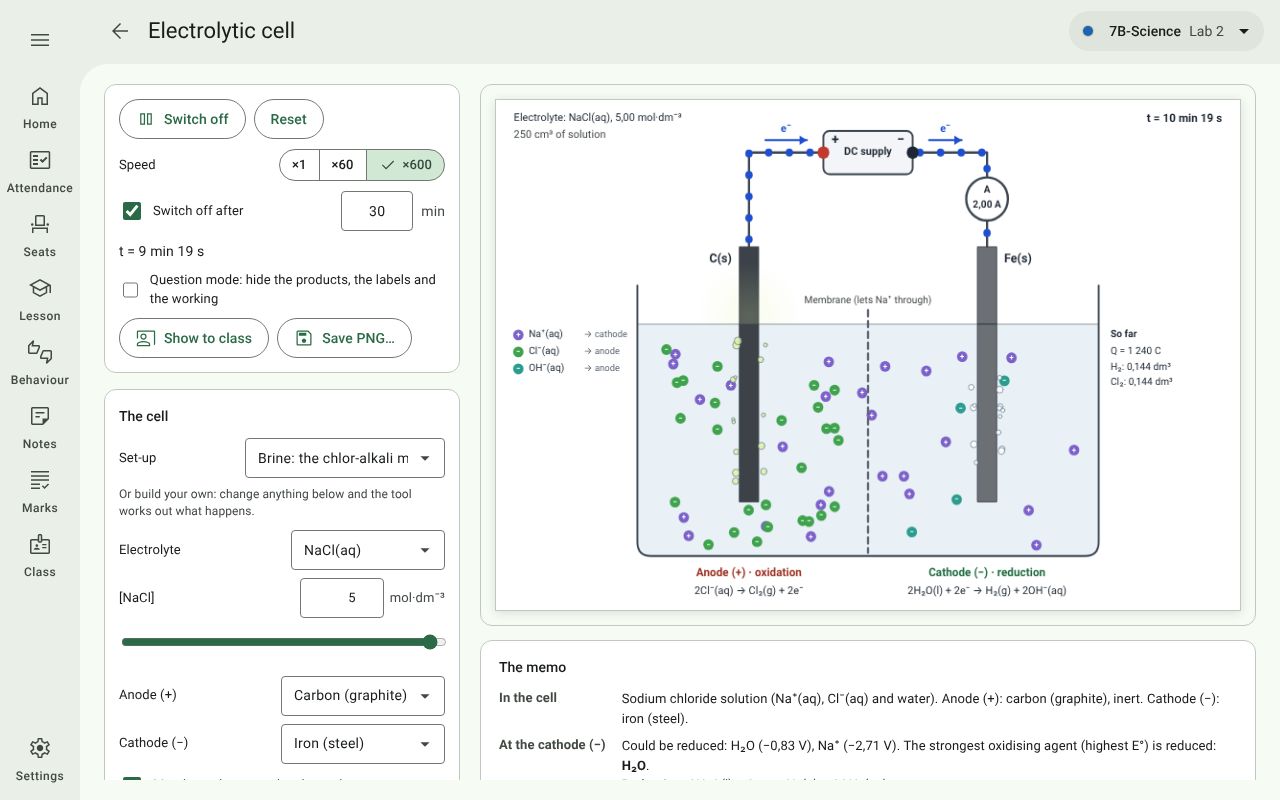 Electrolytic cell
7B-Science Lab 2
Home
Attendance
Seats
Lesson
Behaviour
Notes
Marks
Class
Settings
Switch off
Reset
Speed
×1
×60
×600
Switch off after
30
min
t = 9 min 19 s
Question mode: hide the products, the labels and
the working
Show to class
Save PNG...
The cell
Set-up
Brine: the chlor-alkali m
Or build your own: change anything below and the tool
works out what happens.
Electrolyte
NaCl(aq)
[NaCl]
5
mol·dm⁻³
Anode (+)
Carbon (graphite)
Cathode (−)
Iron (steel)
Electrolyte: NaCl(aq), 5,00 mol·dm⁻³
250 cm³ of solution
t = 10 min 19 s
e⁻
e⁻
+
−
DC supply
A
2,00 A
C(s)
Fe(s)
Membrane (lets Na⁺ through)
Na⁺(aq) → cathode
Cl⁻(aq) → anode
OH⁻(aq) → anode
So far
Q = 1 240 C
H₂: 0,144 dm³
Cl₂: 0,144 dm³
Anode (+) · oxidation
2Cl⁻(aq) → Cl₂(g) + 2e⁻
Cathode (−) · reduction
2H₂O(l) + 2e⁻ → H₂(g) + 2OH⁻(aq)
The memo
In the cell
Sodium chloride solution (Na⁺(aq), Cl⁻(aq) and water). Anode (+): carbon (graphite), inert. Cathode (−):
iron (steel).
At the cathode (−)
Could be reduced: H₂O (−0,83 V), Na⁺ (−2,71 V). The strongest oxidising agent (highest E°) is reduced:
H₂O.